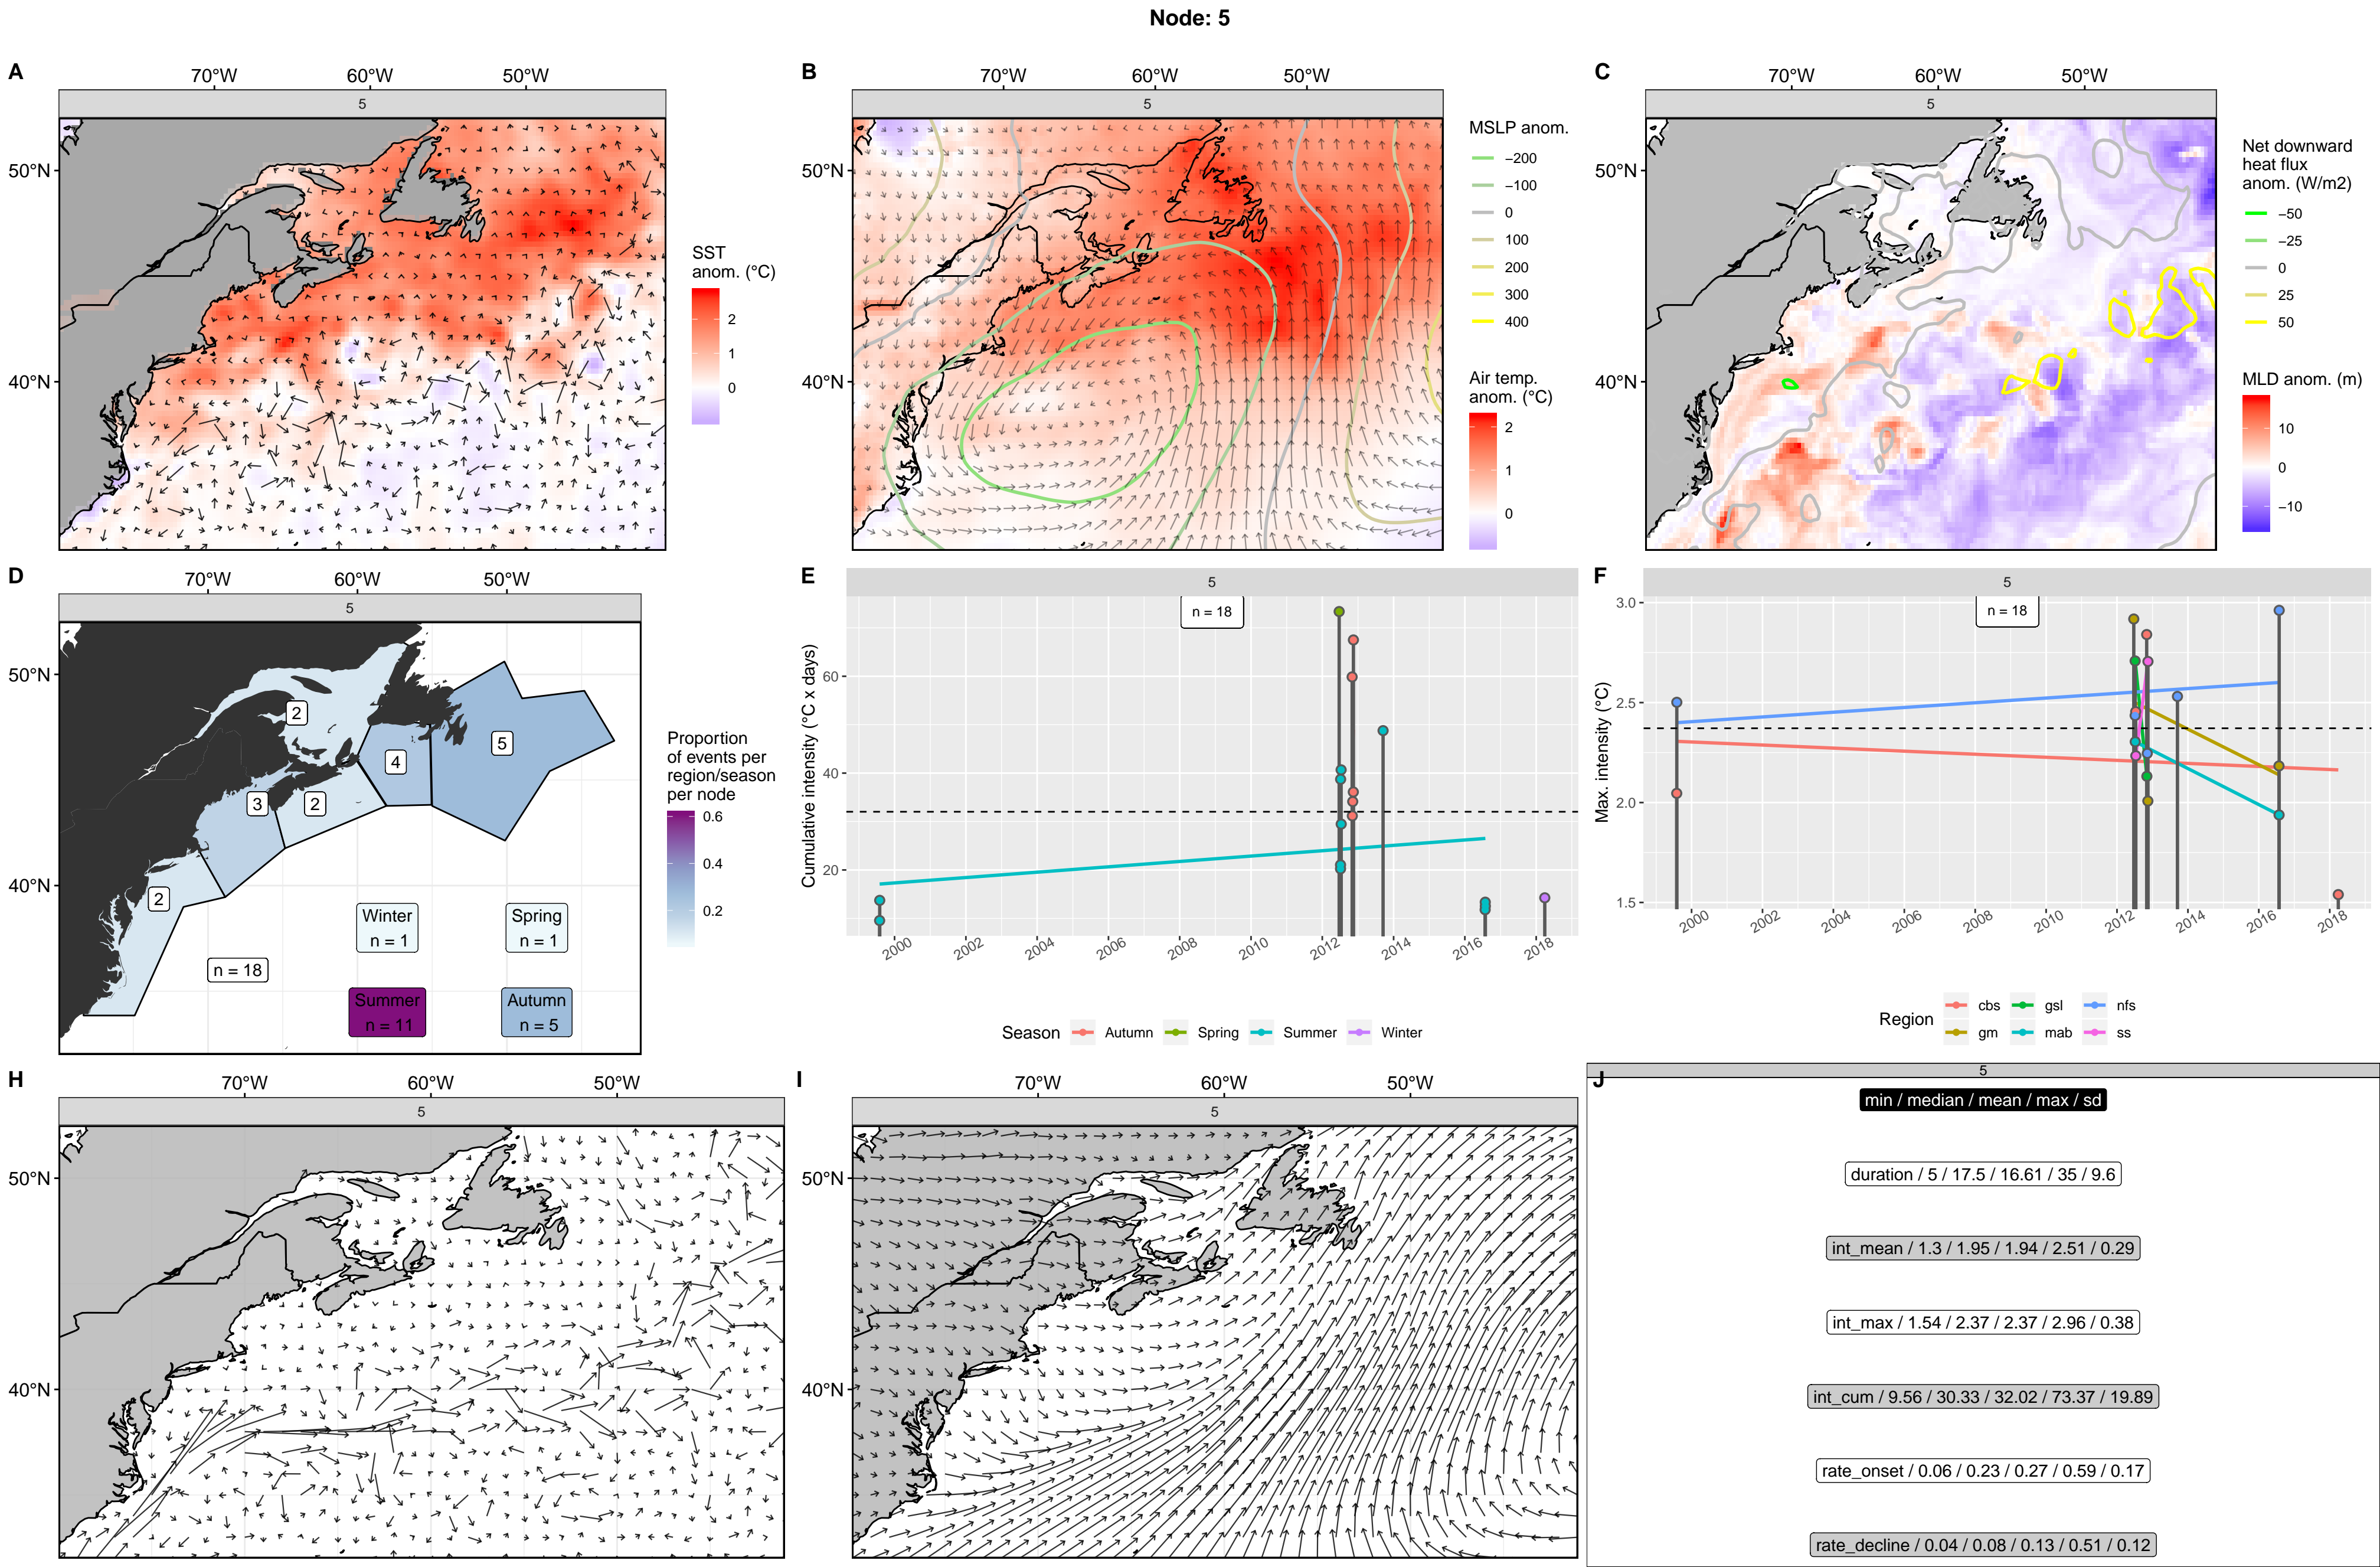 Node: 5
A
70°W 60°W 50°W
5
50°N
40°N
SST
anom. (°C)
2
1
0
B
70°W 60°W 50°W
5
50°N
40°N
MSLP anom.
−200
−100
0
100
200
300
400
Air temp.
anom. (°C)
2
1
0
C
70°W 60°W 50°W
5
50°N
40°N
Net downward
heat flux
anom. (W/m2)
−50
−25
0
25
50
MLD anom. (m)
10
0
−10
D
70°W 60°W 50°W
5
50°N
40°N
2
4
5
3
2
2
n = 18
Winter
n = 1
Spring
n = 1
Summer
n = 11
Autumn
n = 5
Proportion
of events per
region/season
per node
0.6
0.4
0.2
E
5
n = 18
Cumulative intensity (°C x days)
60
40
20
2000 2002 2004 2006 2008 2010 2012 2014 2016 2018
Season Autumn Spring Summer Winter
F
5
n = 18
Max. intensity (°C)
3.0
2.5
2.0
1.5
2000 2002 2004 2006 2008 2010 2012 2014 2016 2018
Region
cbs gsl nfs
gm mab ss
H
70°W 60°W 50°W
5
50°N
40°N
I
70°W 60°W 50°W
5
50°N
40°N
J
5
min / median / mean / max / sd
duration / 5 / 17.5 / 16.61 / 35 / 9.6
int_mean / 1.3 / 1.95 / 1.94 / 2.51 / 0.29
int_max / 1.54 / 2.37 / 2.37 / 2.96 / 0.38
int_cum / 9.56 / 30.33 / 32.02 / 73.37 / 19.89
rate_onset / 0.06 / 0.23 / 0.27 / 0.59 / 0.17
rate_decline / 0.04 / 0.08 / 0.13 / 0.51 / 0.12